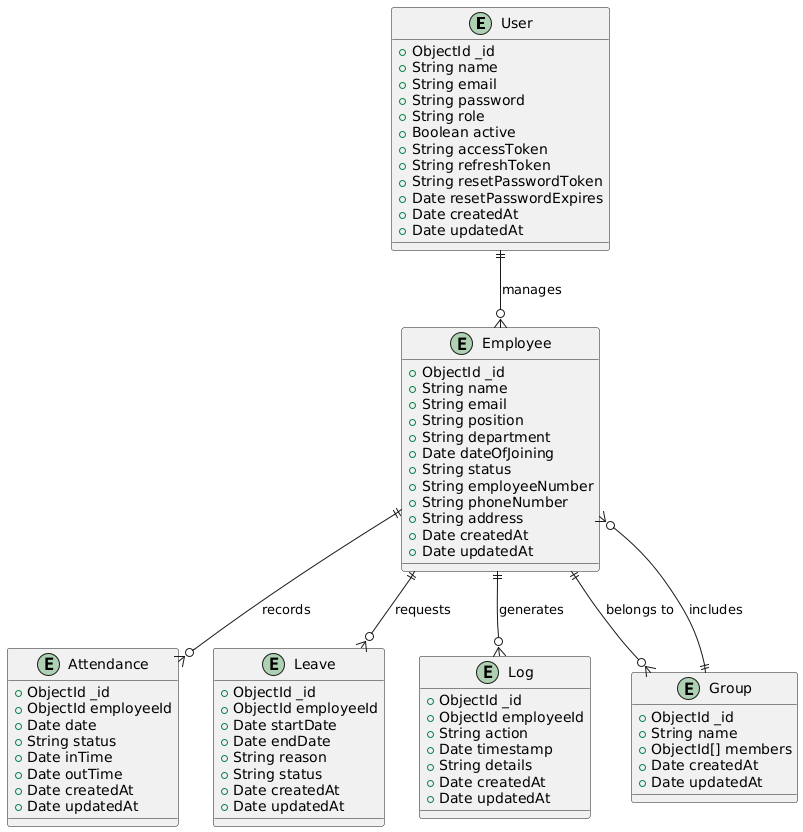 E User
ObjectId _id
String name
String email
String password
String role
Boolean active
String accessToken
String refreshToken
String resetPasswordToken
Date resetPasswordExpires
Date createdAt
Date updatedAt
manages
E Employee
ObjectId _id
String name
String email
String position
String department
Date dateOfJoining
String status
String employeeNumber
String phoneNumber
String address
Date createdAt
Date updatedAt
records
requests
generates
belongs to
includes
E Attendance
ObjectId _id
ObjectId employeeId
Date date
String status
Date inTime
Date outTime
Date createdAt
Date updatedAt
E Leave
ObjectId _id
ObjectId employeeId
Date startDate
Date endDate
String reason
String status
Date createdAt
Date updatedAt
E Log
ObjectId _id
ObjectId employeeId
String action
Date timestamp
String details
Date createdAt
Date updatedAt
E Group
ObjectId _id
String name
ObjectId[] members
Date createdAt
Date updatedAt